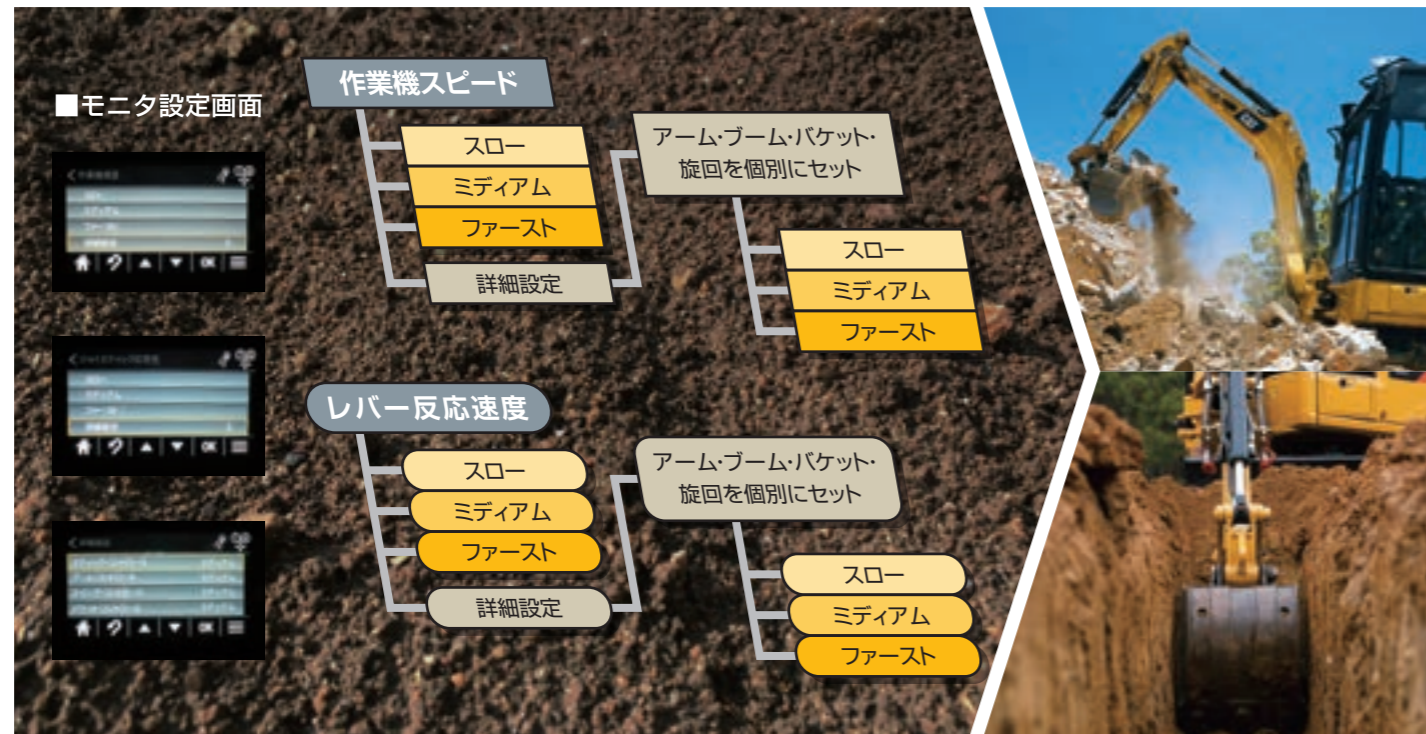 ■モニタ設定画面
作業機スピード
スロー
ミディアム
ファースト
詳細設定
アーム・ブーム・バケット・
旋回を個別にセット
スロー
ミディアム
ファースト
レバー反応速度
スロー
ミディアム
ファースト
詳細設定
アーム・ブーム・バケット・
旋回を個別にセット
スロー
ミディアム
ファースト
OK
OK
OK
CAT